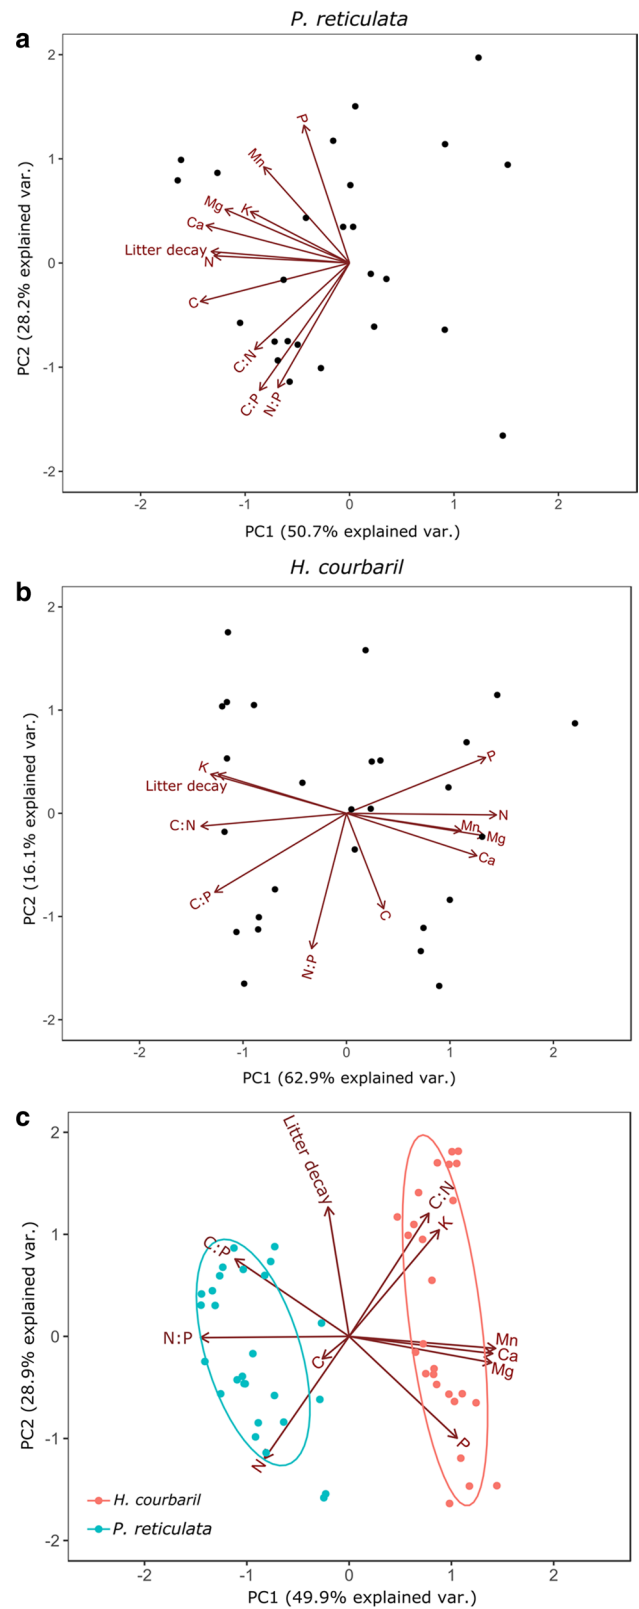 P. reticulata
a
2
1
0
-1
-2
PC2 (28.2% explained var.)
P
Mn
Mg
K
Ca
Litter decay
N
C
C:N
C:P
N:P
-2
-1
0
1
2
PC1 (50.7% explained var.)
H. courbaril
b
2
1
0
-1
-2
PC2 (16.1% explained var.)
K
Litter decay
C:N
C:P
N:P
C
P
N
Mn
Mg
Ca
-2
-1
0
1
2
PC1 (62.9% explained var.)
c
2
1
0
-1
-2
PC2 (28.9% explained var.)
Litter decay
C:N
K
C:P
N:P
C
N
Mn
Ca
Mg
P
H. courbaril
P. reticulata
-2
-1
0
1
2
PC1 (49.9% explained var.)